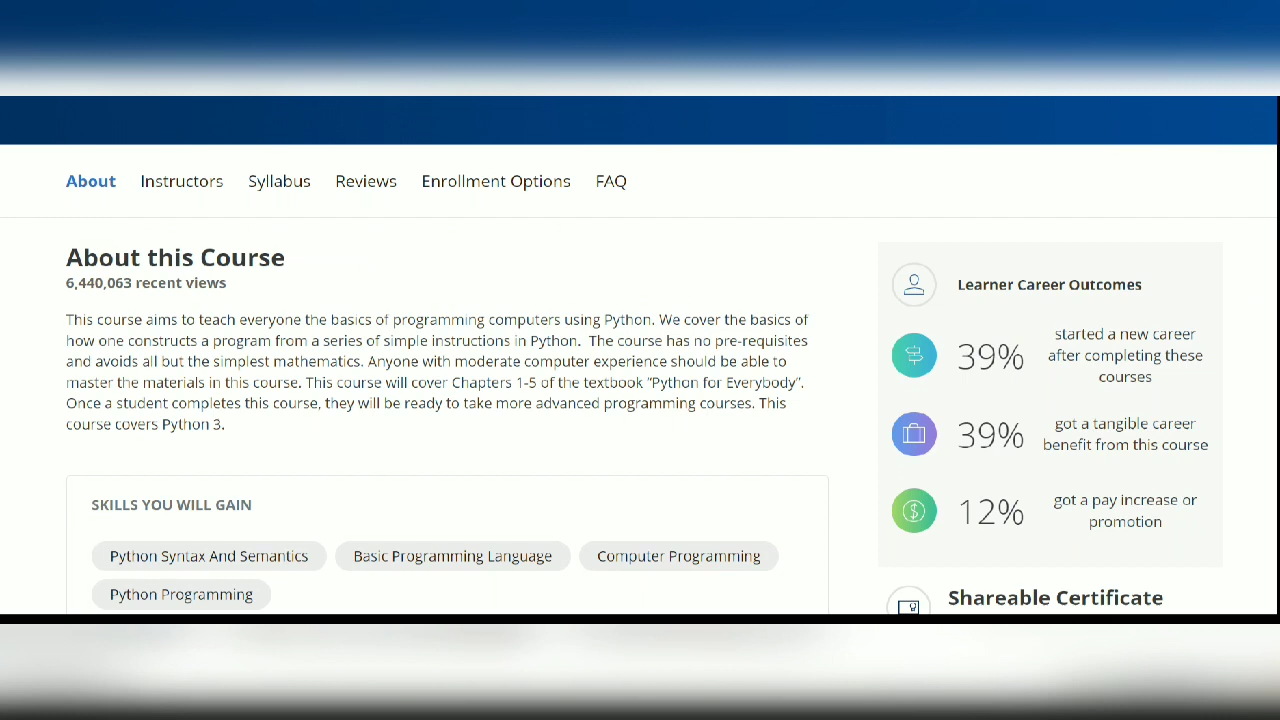 About Instructors Syllabus Reviews Enrollment Options FAQ
About this Course
6,440,063 recent views
This course aims to teach everyone the basics of programming computers using Python. We cover the basics of
how one constructs a program from a series of simple instructions in Python.  The course has no pre-requisites
and avoids all but the simplest mathematics. Anyone with moderate computer experience should be able to
master the materials in this course. This course will cover Chapters 1-5 of the textbook “Python for Everybody”.
Once a student completes this course, they will be ready to take more advanced programming courses. This
course covers Python 3.
SKILLS YOU WILL GAIN
Python Syntax And Semantics Basic Programming Language Computer Programming
Python Programming
Learner Career Outcomes
39%
started a new career
after completing these
courses
39%
got a tangible career
benefit from this course
12%
got a pay increase or
promotion
Shareable Certificate